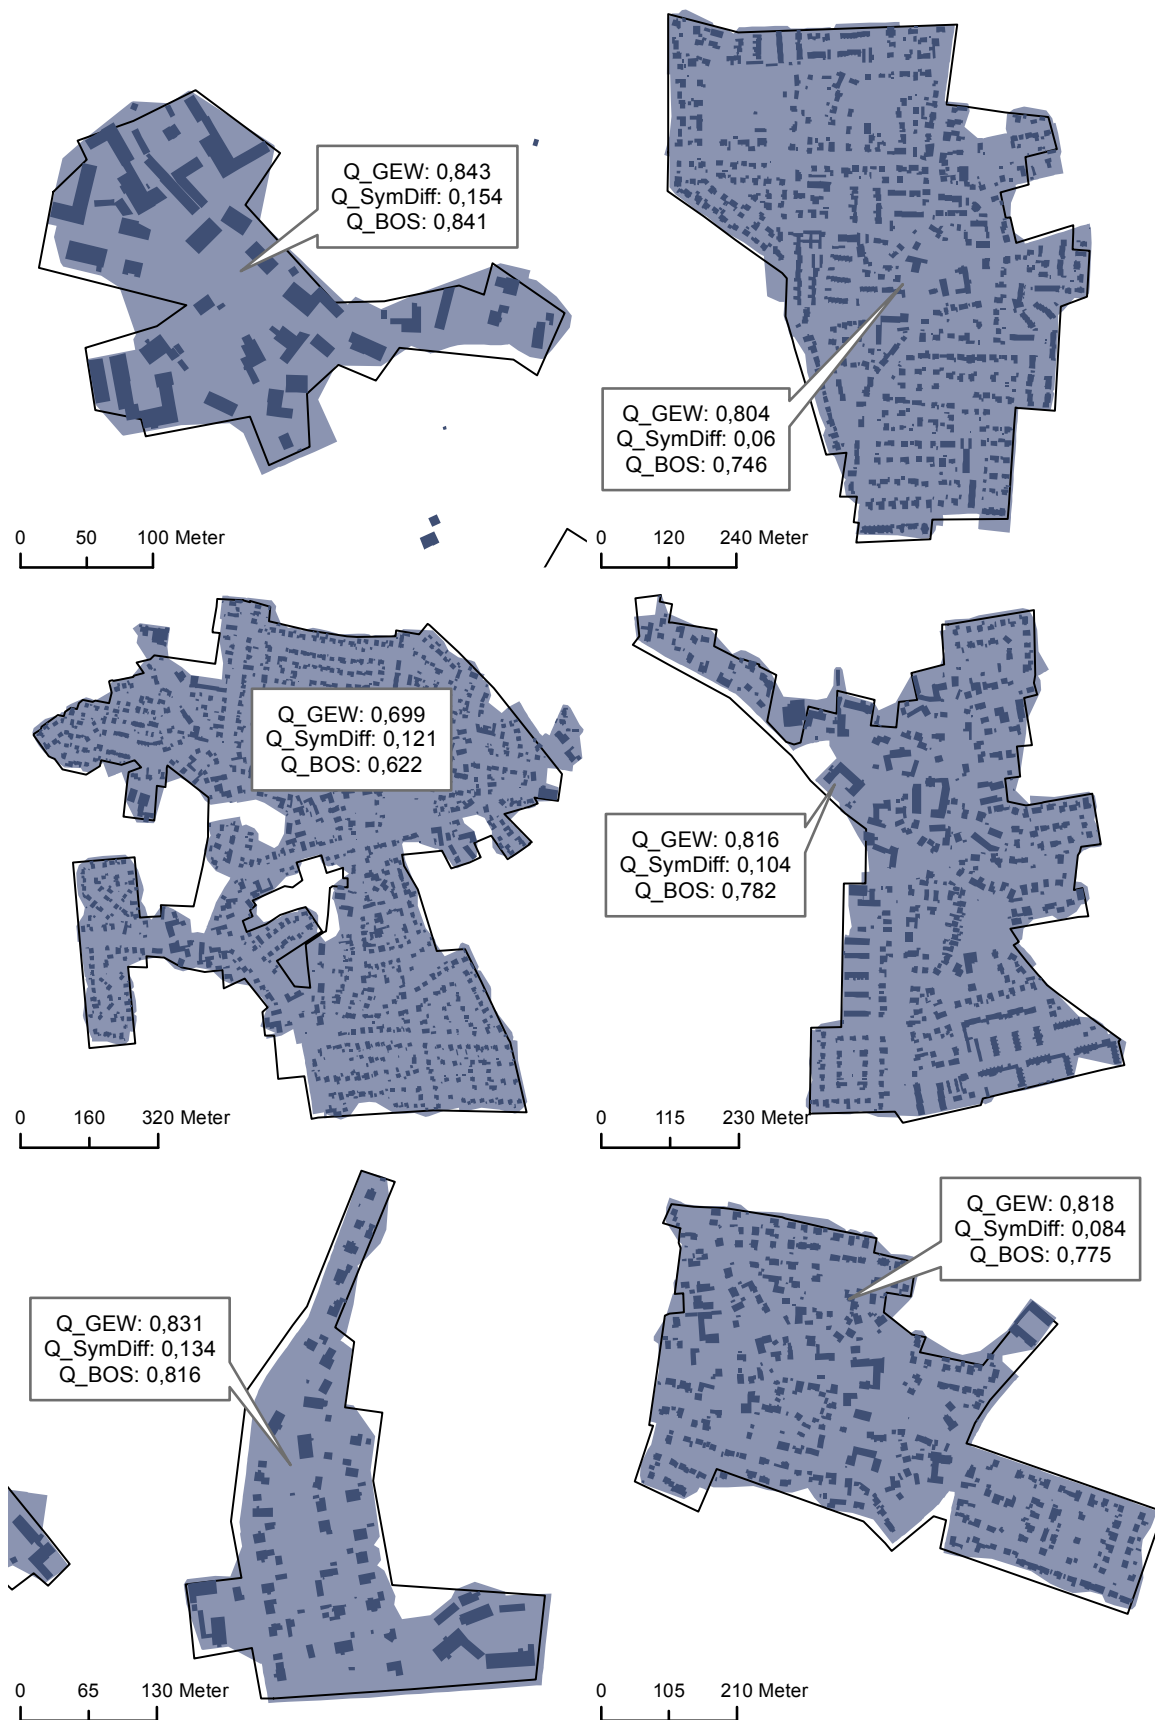 Q_GEW: 0,843
Q_SymDiff: 0,154
Q_BOS: 0,841
0 50 100 Meter
Q_GEW: 0,804
Q_SymDiff: 0,06
Q_BOS: 0,746
0 120 240 Meter
Q_GEW: 0,699
Q_SymDiff: 0,121
Q_BOS: 0,622
0 160 320 Meter
Q_GEW: 0,816
Q_SymDiff: 0,104
Q_BOS: 0,782
0 115 230 Meter
Q_GEW: 0,831
Q_SymDiff: 0,134
Q_BOS: 0,816
0 65 130 Meter
Q_GEW: 0,818
Q_SymDiff: 0,084
Q_BOS: 0,775
0 105 210 Meter